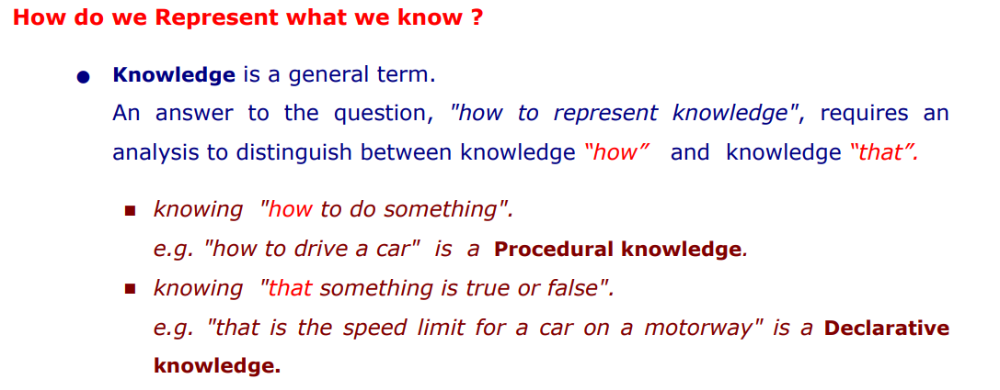 How do we Represent what we know ?
● Knowledge is a general term.
An answer to the question, "how to represent knowledge", requires an
analysis to distinguish between knowledge “how” and knowledge “that”.
■ knowing "how to do something".
e.g. "how to drive a car" is a Procedural knowledge.
■ knowing "that something is true or false".
e.g. "that is the speed limit for a car on a motorway" is a Declarative
knowledge.